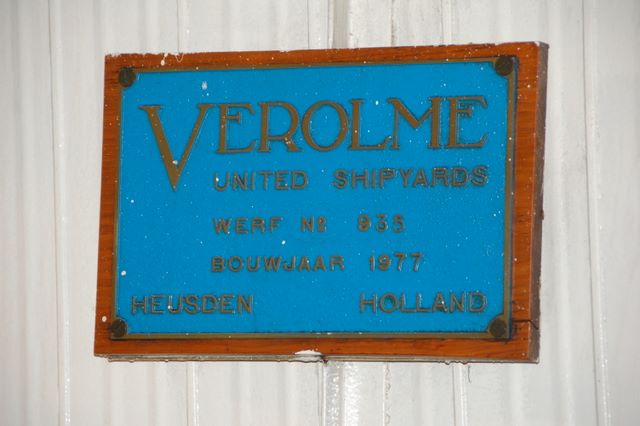 VEROLME
UNITED SHIPYARDS
WERF Nº 935
BOUWJAAR 1977
HEUSDEN HOLLAND